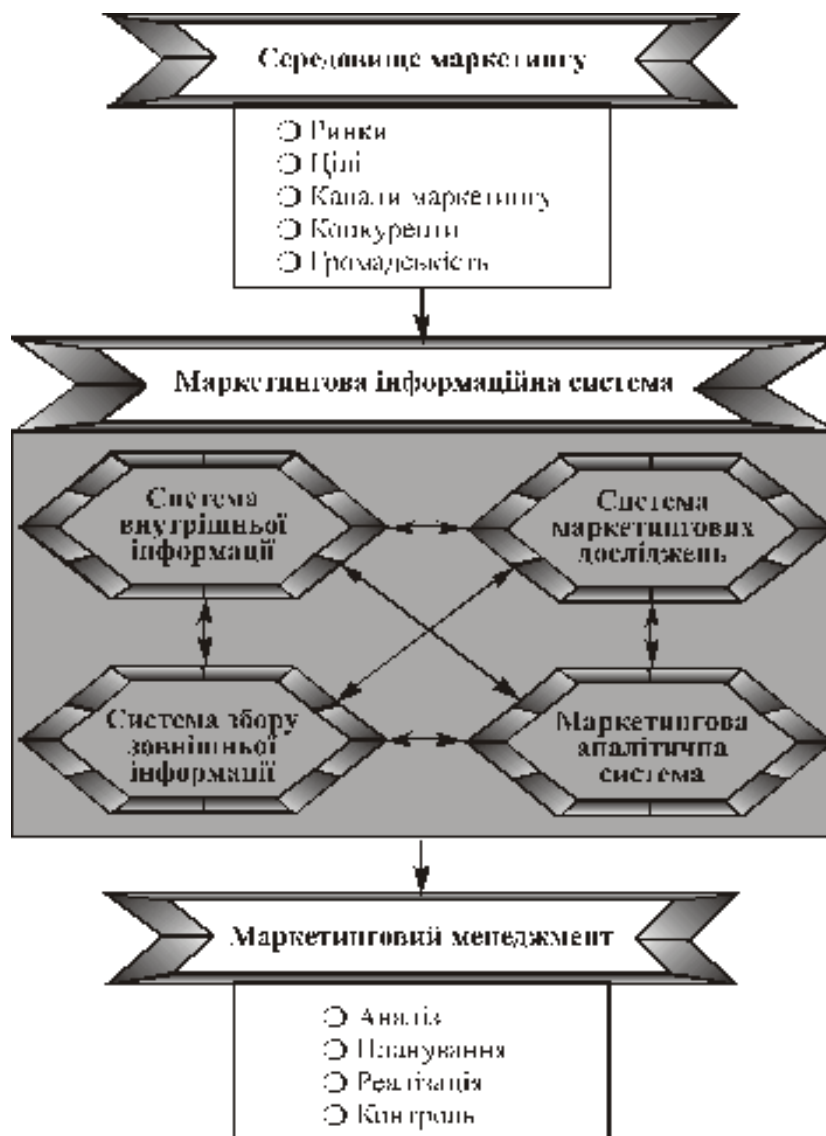 Середовище маркетингу
Ринки
Цілі
Канали маркетингу
Конкуренти
Громадськість
Маркетингова інформаційна система
Система
внутрішньої
інформації
Система
маркетингових
досліджень
Система збору
зовнішньої
інформації
Маркетингова
аналітична
система
Маркетинговий менеджмент
Аналіз
Планування
Реалізація
Контроль